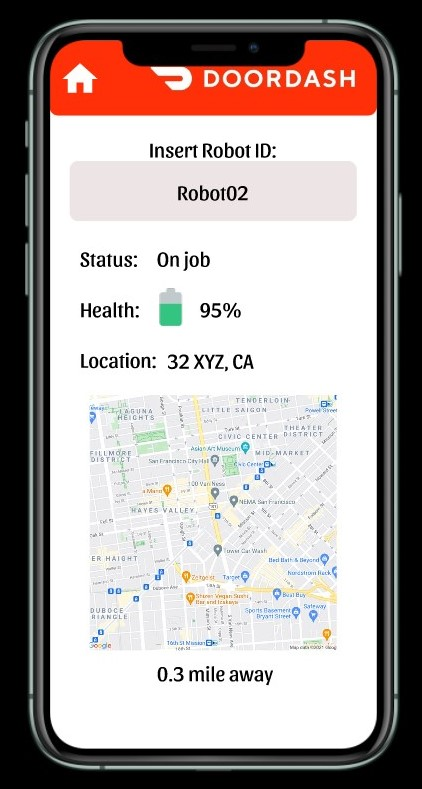 DOORDASH
Insert Robot ID:
Robot02
Status: On job
Health: 95%
Location: 32 XYZ, CA
TENDERLOIN
LAGUNA
HEIGHTS
LITTLE SAIGON
Powell Street
THEATER
DISTRICT
CIVIC CENTER
Asian Art Museum
MID-MARKET
FILLMORE
DISTRICT
San Francisco City Hall
Civic Center
100 Van Ness
a Mano
NEMA San Francisco
HAYES VALLEY
Tower Car Wash
ER HAIGHT
Bed Bath & Beyond
Zeitgeist
Target
Nordstrom Rack
Shizen Vegan Sushi
Bar and Izakaya
Best Buy
DUBOCE
RIANGLE
Sports Basement
Bryant Street
Safeway
16th St Mission
Google
Map data ©2021 Goog
0.3 mile away